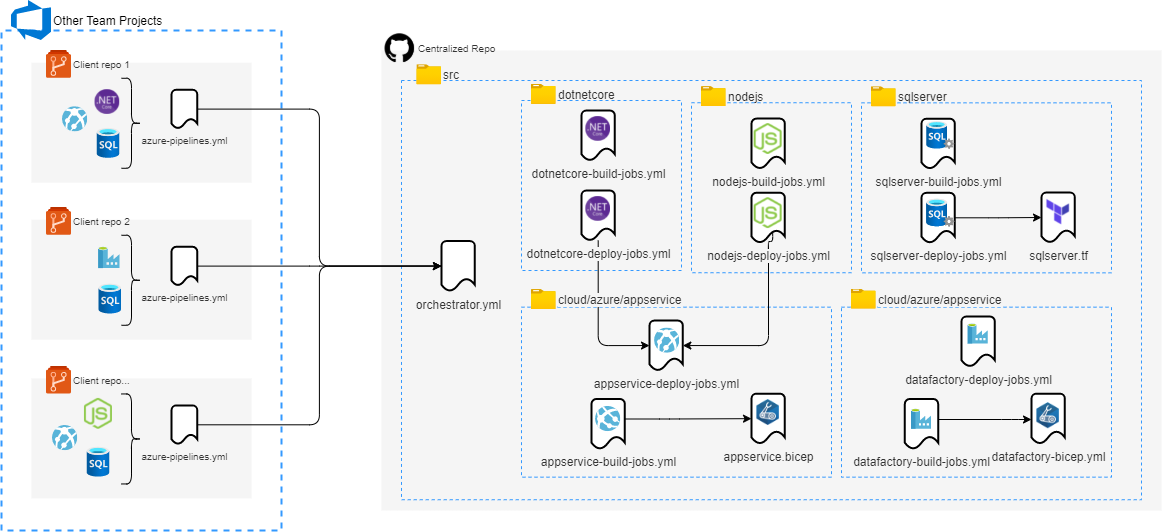 Other Team Projects
Client repo 1
.NET
Core
SQL
azure-pipelines.yml
Client repo 2
SQL
azure-pipelines.yml
Client repo...
JS
SQL
azure-pipelines.yml
Centralized Repo
src
orchestrator.yml
dotnetcore
.NET
Core
dotnetcore-build-jobs.yml
.NET
Core
dotnetcore-deploy-jobs.yml
nodejs
JS
nodejs-build-jobs.yml
JS
nodejs-deploy-jobs.yml
sqlserver
SQL
sqlserver-build-jobs.yml
SQL
sqlserver-deploy-jobs.yml
sqlserver.tf
cloud/azure/appservice
appservice-deploy-jobs.yml
appservice-build-jobs.yml
appservice.bicep
cloud/azure/appservice
datafactory-deploy-jobs.yml
datafactory-build-jobs.yml
datafactory-bicep.yml